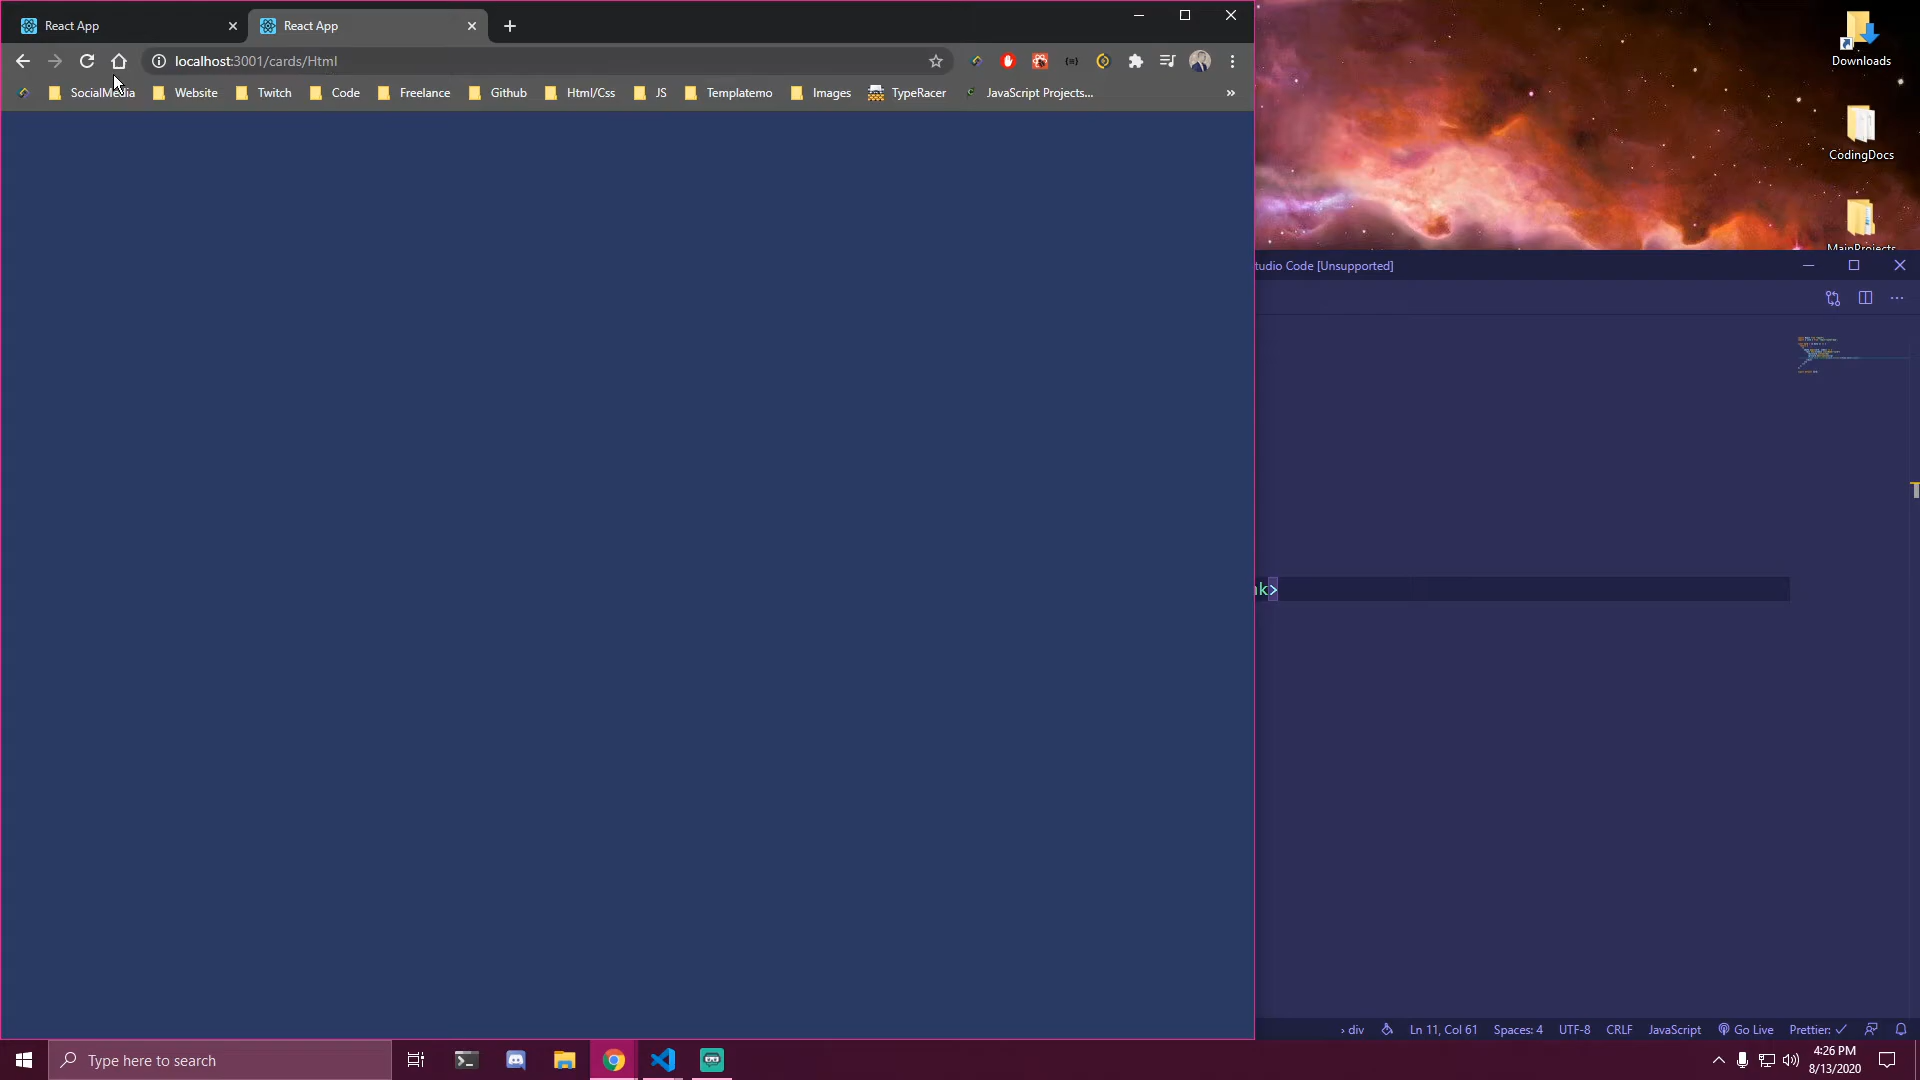 React App
React App
localhost:3001/cards/Html
SocialMedia
Website
Twitch
Code
Freelance
Github
Html/Css
JS
Templatemo
Images
TypeRacer
JavaScript Projects...
»
Downloads
CodingDocs
MainProjects
tudio Code [Unsupported]
k>
› div
Ln 11, Col 61
Spaces: 4
UTF-8
CRLF
JavaScript
Go Live
Prettier: ✓
Type here to search
4:26 PM
8/13/2020